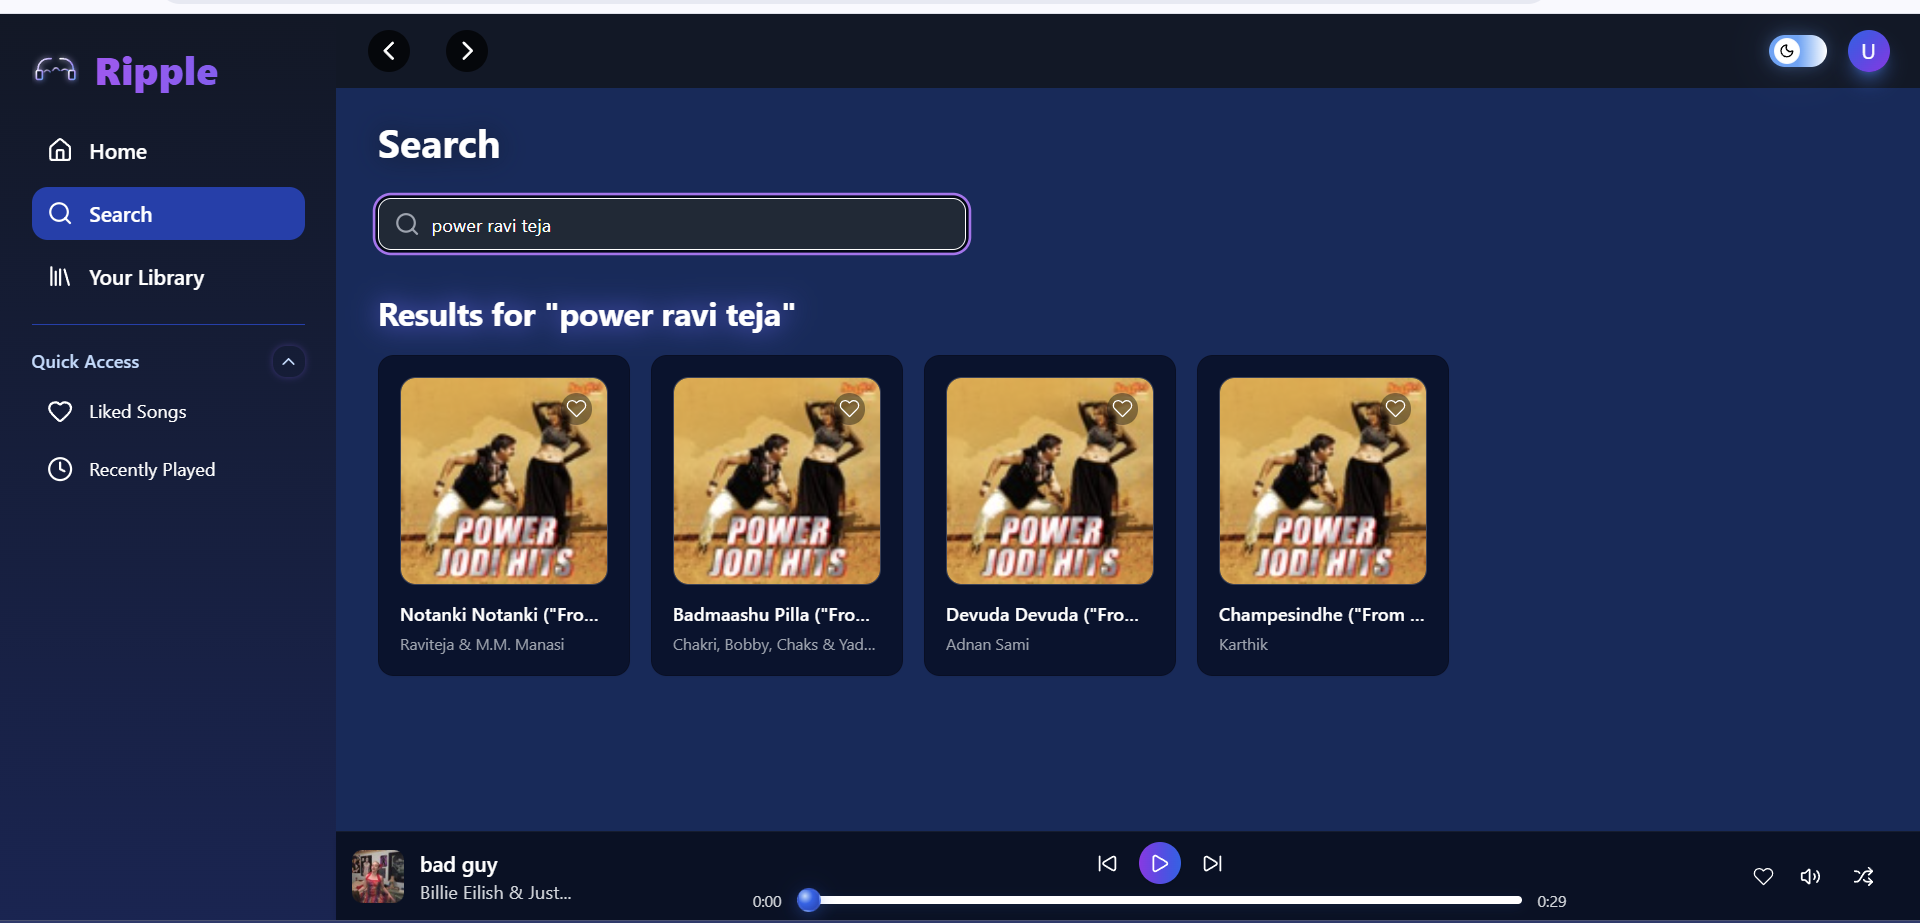 Ripple
Home
Search
Your Library
Quick Access
Liked Songs
Recently Played
U
Search
power ravi teja
Results for "power ravi teja"
POWER
JODI HITS
Notanki Notanki ("Fro...
Raviteja & M.M. Manasi
POWER
JODI HITS
Badmaashu Pilla ("Fro...
Chakri, Bobby, Chaks & Yad...
POWER
JODI HITS
Devuda Devuda ("Fro...
Adnan Sami
POWER
JODI HITS
Champesindhe ("From ...
Karthik
bad guy
Billie Eilish & Just...
0:00
0:29